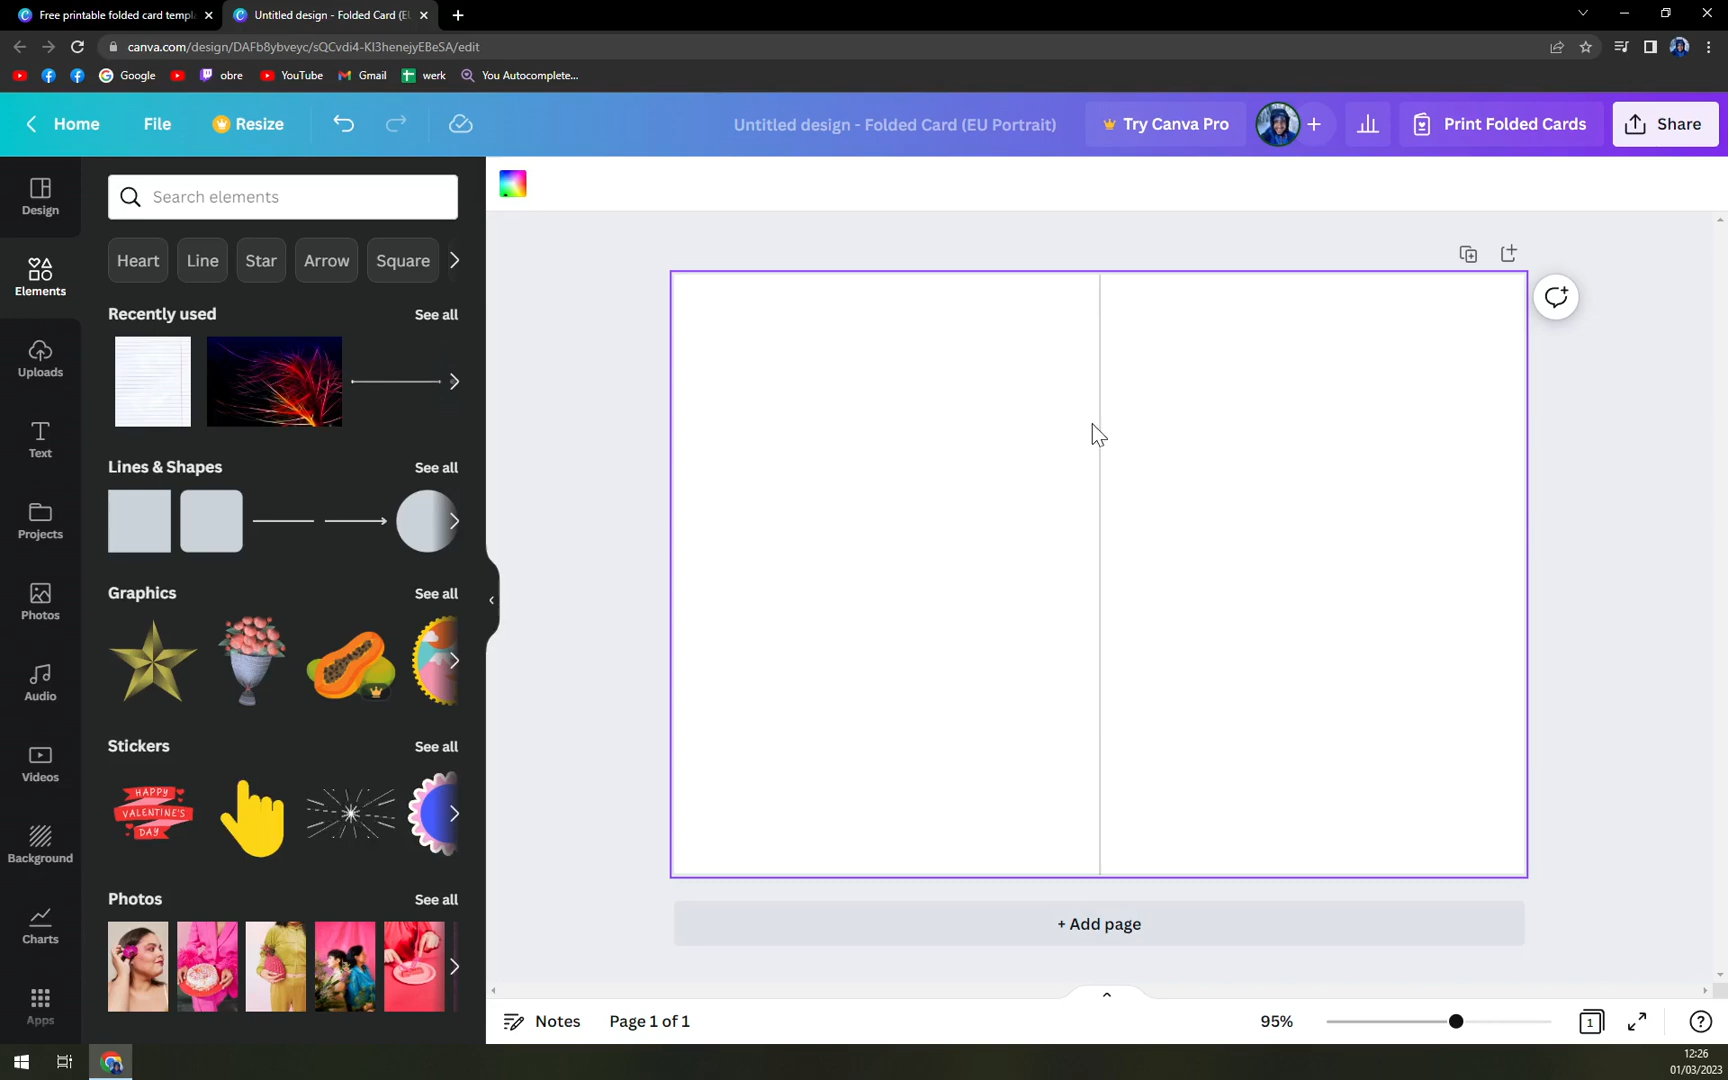 Free printable folded card templ
Untitled design - Folded Card (EU
canva.com/design/DAFb8ybveyc/sQCvdi4-KI3henejyEBeSA/edit
Google
obre
YouTube
Gmail
werk
You Autocomplete...
Home
File
Resize
Untitled design - Folded Card (EU Portrait)
Try Canva Pro
Print Folded Cards
Share
Design
Elements
Uploads
Text
Projects
Photos
Audio
Videos
Background
Charts
Apps
Search elements
Heart
Line
Star
Arrow
Square
Recently used
See all
Lines & Shapes
See all
Graphics
See all
Stickers
See all
HAPPY
VALENTINE'S
DAY
Photos
See all
+ Add page
Notes
Page 1 of 1
95%
1
12:26
01/03/2023